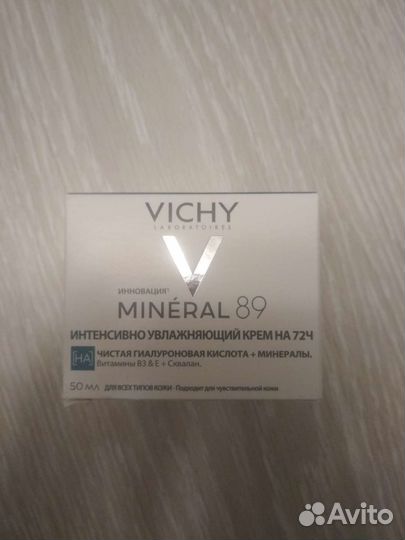 VICHY
LABORATOIRES
V
ИННОВАЦИЯ¹
MINÉRAL 89
ИНТЕНСИВНО УВЛАЖНЯЮЩИЙ КРЕМ НА 72Ч
[HA] ЧИСТАЯ ГИАЛУРОНОВАЯ КИСЛОТА + МИНЕРАЛЫ.
Витамины B3 & E + Сквалан.
50 МЛ ДЛЯ ВСЕХ ТИПОВ КОЖИ · Подходит для чувствительной кожи
Avito